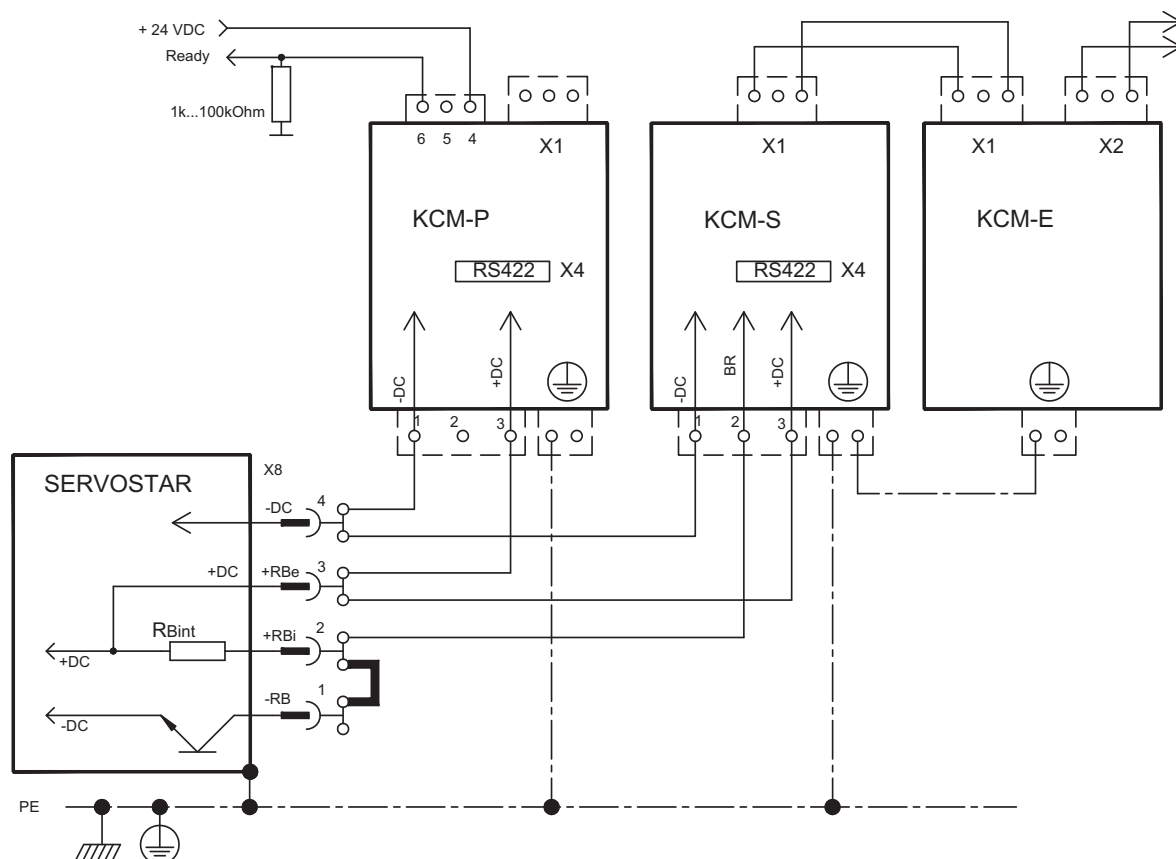 + 24 VDC
Ready
1k...100kOhm
6 5 4
X1
X1
X1 X2
KCM-P
KCM-S
KCM-E
RS422 X4
RS422 X4
-DC
+DC
-DC
BR
+DC
1 2 3
1 2 3
SERVOSTAR
X8
-DC 4
+DC +RBe 3
RBint
+RBi 2
+DC
-RB 1
-DC
PE